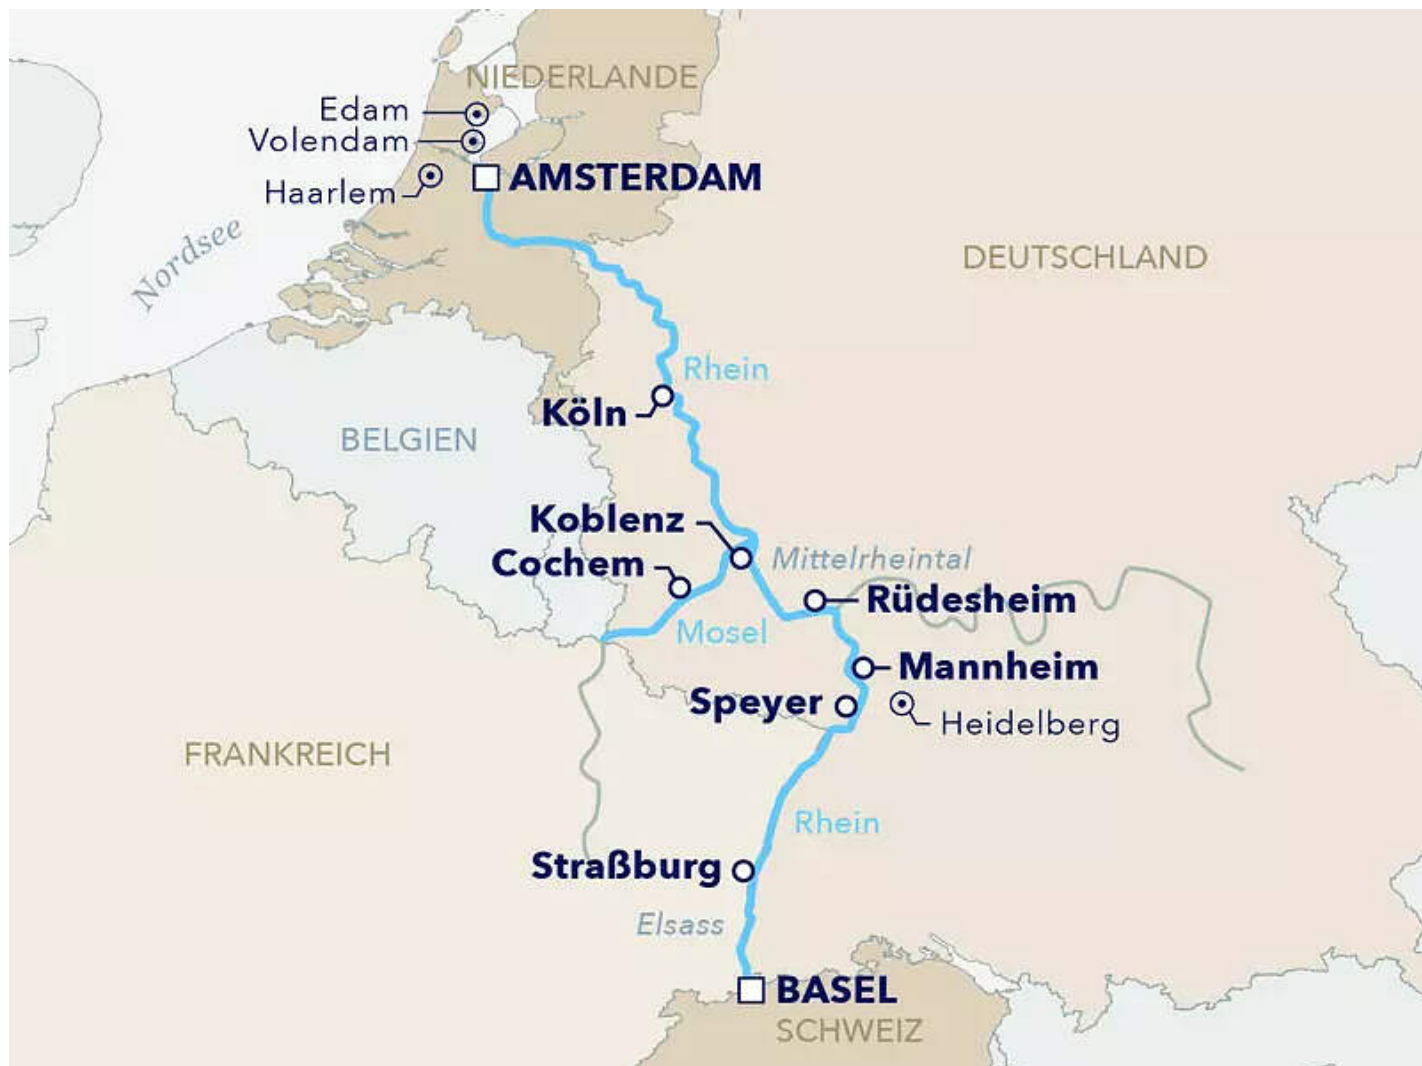 NIEDERLANDE
Edam
Volendam
AMSTERDAM
Haarlem
Nordsee
DEUTSCHLAND
Rhein
Köln
BELGIEN
Koblenz
Mittelrheintal
Cochem
Rüdesheim
Mosel
Mannheim
Speyer
Heidelberg
FRANKREICH
Rhein
Straßburg
Elsass
BASEL
SCHWEIZ